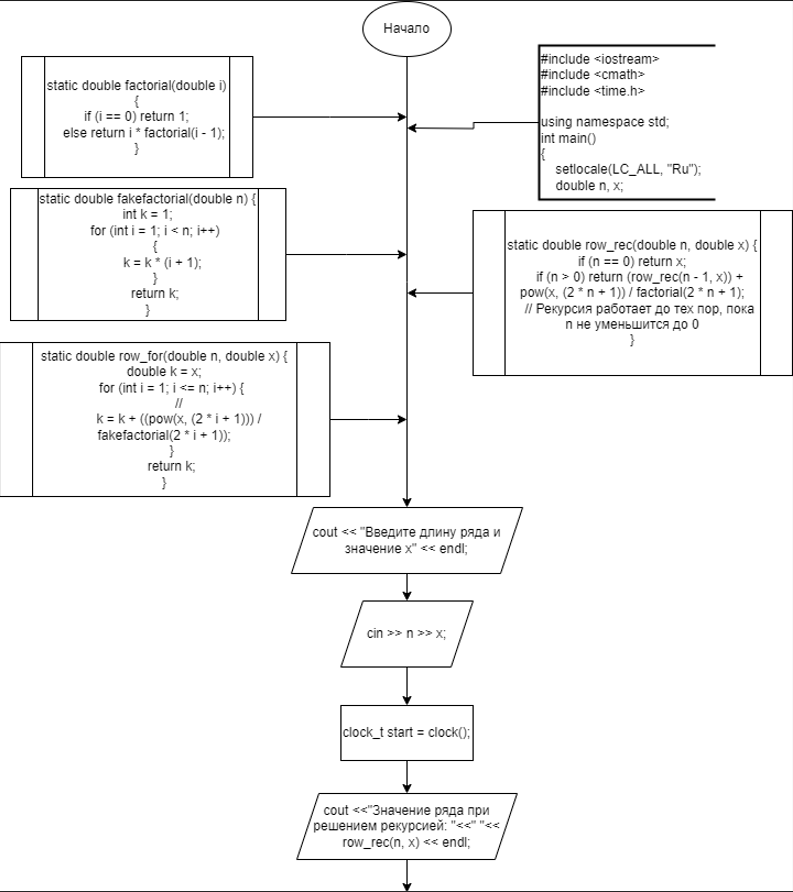 Начало
#include <iostream>
#include <cmath>
#include <time.h>
using namespace std;
int main()
{
setlocale(LC_ALL, "Ru");
double n, x;
static double factorial(double i)
{
if (i == 0) return 1;
else return i * factorial(i - 1);
}
static double fakefactorial(double n) {
int k = 1;
for (int i = 1; i < n; i++)
{
k = k * (i + 1);
}
return k;
}
static double row_rec(double n, double x) {
if (n == 0) return x;
if (n > 0) return (row_rec(n - 1, x)) +
pow(x, (2 * n + 1)) / factorial(2 * n + 1);
// Рекурсия работает до тех пор, пока
n не уменьшится до 0
}
static double row_for(double n, double x) {
double k = x;
for (int i = 1; i <= n; i++) {
//
k = k + ((pow(x, (2 * i + 1))) /
fakefactorial(2 * i + 1));
}
return k;
}
cout << "Введите длину ряда и
значение x" << endl;
cin >> n >> x;
clock_t start = clock();
cout <<"Значение ряда при
решением рекурсией: "<<" "<<
row_rec(n, x) << endl;